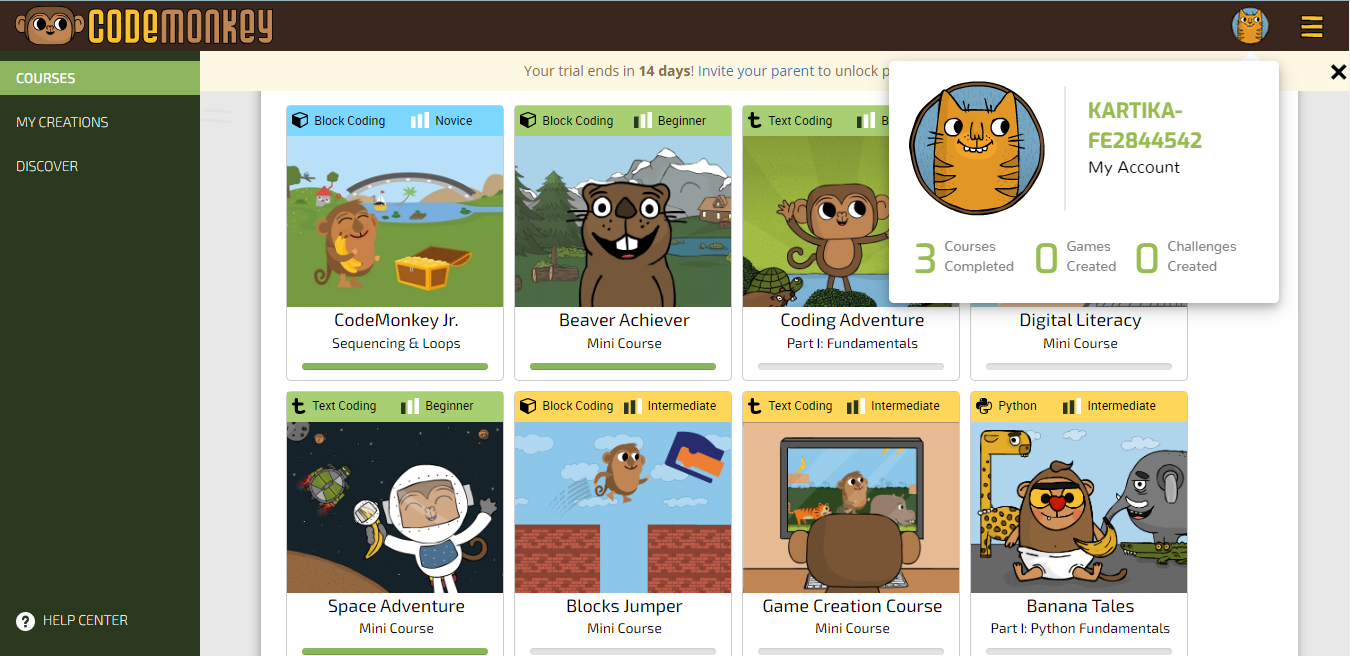 CODEMONKEY
COURSES
MY CREATIONS
DISCOVER
HELP CENTER
Your trial ends in 14 days! Invite your parent to unlock
KARTIKA-
FE2844542
My Account
3 Courses Completed
0 Games Created
0 Challenges Created
Block Coding Novice
CodeMonkey Jr.
Sequencing & Loops
Block Coding Beginner
Beaver Achiever
Mini Course
t Text Coding
Coding Adventure
Part I: Fundamentals
Digital Literacy
Mini Course
t Text Coding Beginner
Space Adventure
Mini Course
Block Coding Intermediate
Blocks Jumper
Mini Course
t Text Coding Intermediate
Game Creation Course
Mini Course
Python Intermediate
Banana Tales
Part I: Python Fundamentals